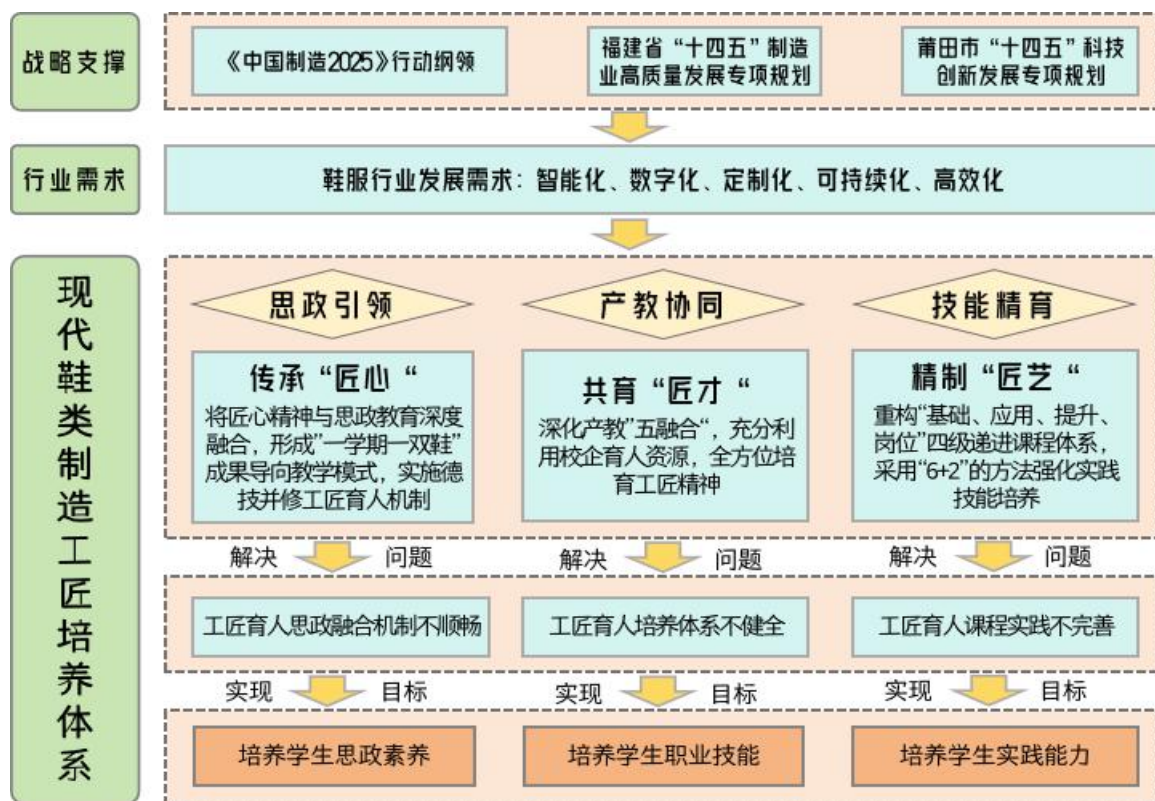 战略支撑
《中国制造2025》行动纲领
福建省“十四五”制造
业高质量发展专项规划
莆田市“十四五”科技
创新发展专项规划
行业需求
鞋服行业发展需求：智能化、数字化、定制化、可持续化、高效化
现代鞋类制造工匠培养体系
思政引领
产教协同
技能精育
传承“匠心“
将匠心精神与思政教育深度
融合，形成”一学期一双鞋”
成果导向教学模式，实施德
技并修工匠育人机制
共育“匠才“
深化产教”五融合“，充分利
用校企育人资源，全方位培
育工匠精神
精制“匠艺“
重构“基础、应用、提升、
岗位”四级递进课程体系，
采用“6+2”的方法强化实践
技能培养
解决 问题
解决 问题
解决 问题
工匠育人思政融合机制不顺畅
工匠育人培养体系不健全
工匠育人课程实践不完善
实现 目标
实现 目标
实现 目标
培养学生思政素养
培养学生职业技能
培养学生实践能力